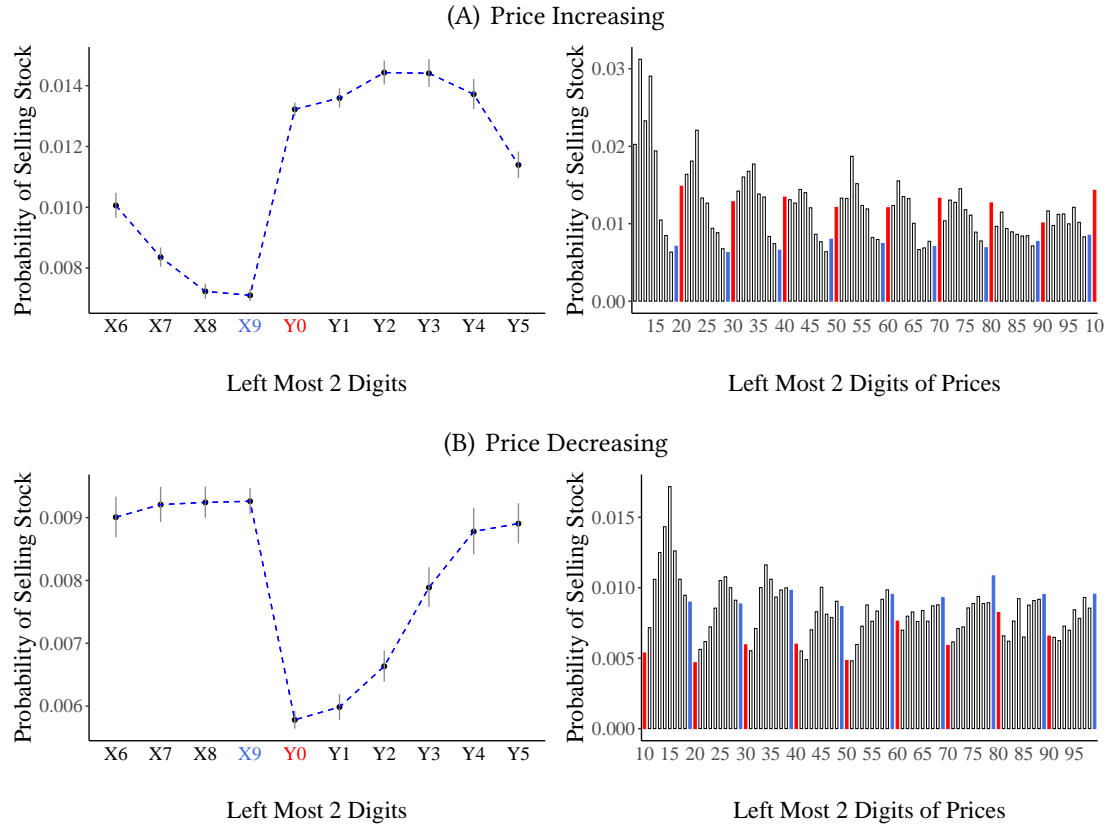 (A) Price Increasing
Probability of Selling Stock
0.014
0.012
0.010
0.008
X6 X7 X8 X9 Y0 Y1 Y2 Y3 Y4 Y5
Left Most 2 Digits
Probability of Selling Stock
0.03
0.02
0.01
0.00
15 20 25 30 35 40 45 50 55 60 65 70 75 80 85 90 95 10
Left Most 2 Digits of Prices
(B) Price Decreasing
Probability of Selling Stock
0.009
0.008
0.007
0.006
X6 X7 X8 X9 Y0 Y1 Y2 Y3 Y4 Y5
Left Most 2 Digits
Probability of Selling Stock
0.015
0.010
0.005
0.000
10 15 20 25 30 35 40 45 50 55 60 65 70 75 80 85 90 95
Left Most 2 Digits of Prices